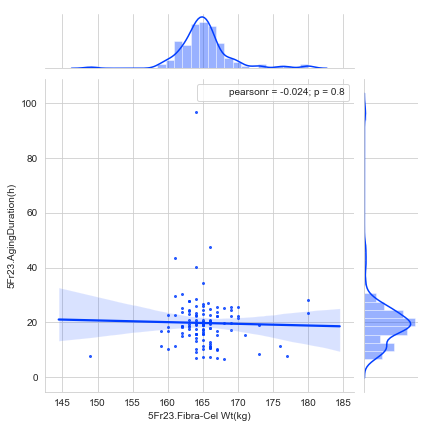 pearsonr = -0.024; p = 0.8
100
80
60
40
20
0
5Fr23.AgingDuration(h)
145 150 155 160 165 170 175 180 185
5Fr23.Fibra-Cel Wt(kg)